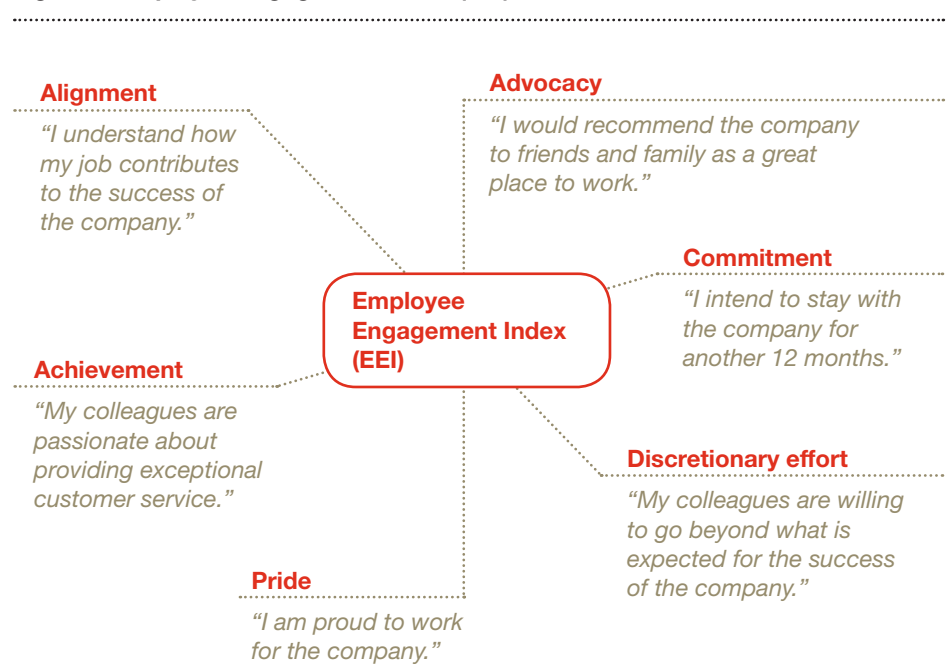 Alignment
“I understand how
my job contributes
to the success of
the company.”
Advocacy
“I would recommend the company
to friends and family as a great
place to work.”
Employee
Engagement Index
(EEI)
Commitment
“I intend to stay with
the company for
another 12 months.”
Achievement
“My colleagues are
passionate about
providing exceptional
customer service.”
Discretionary effort
“My colleagues are willing
to go beyond what is
expected for the success
of the company.”
Pride
“I am proud to work
for the company.”